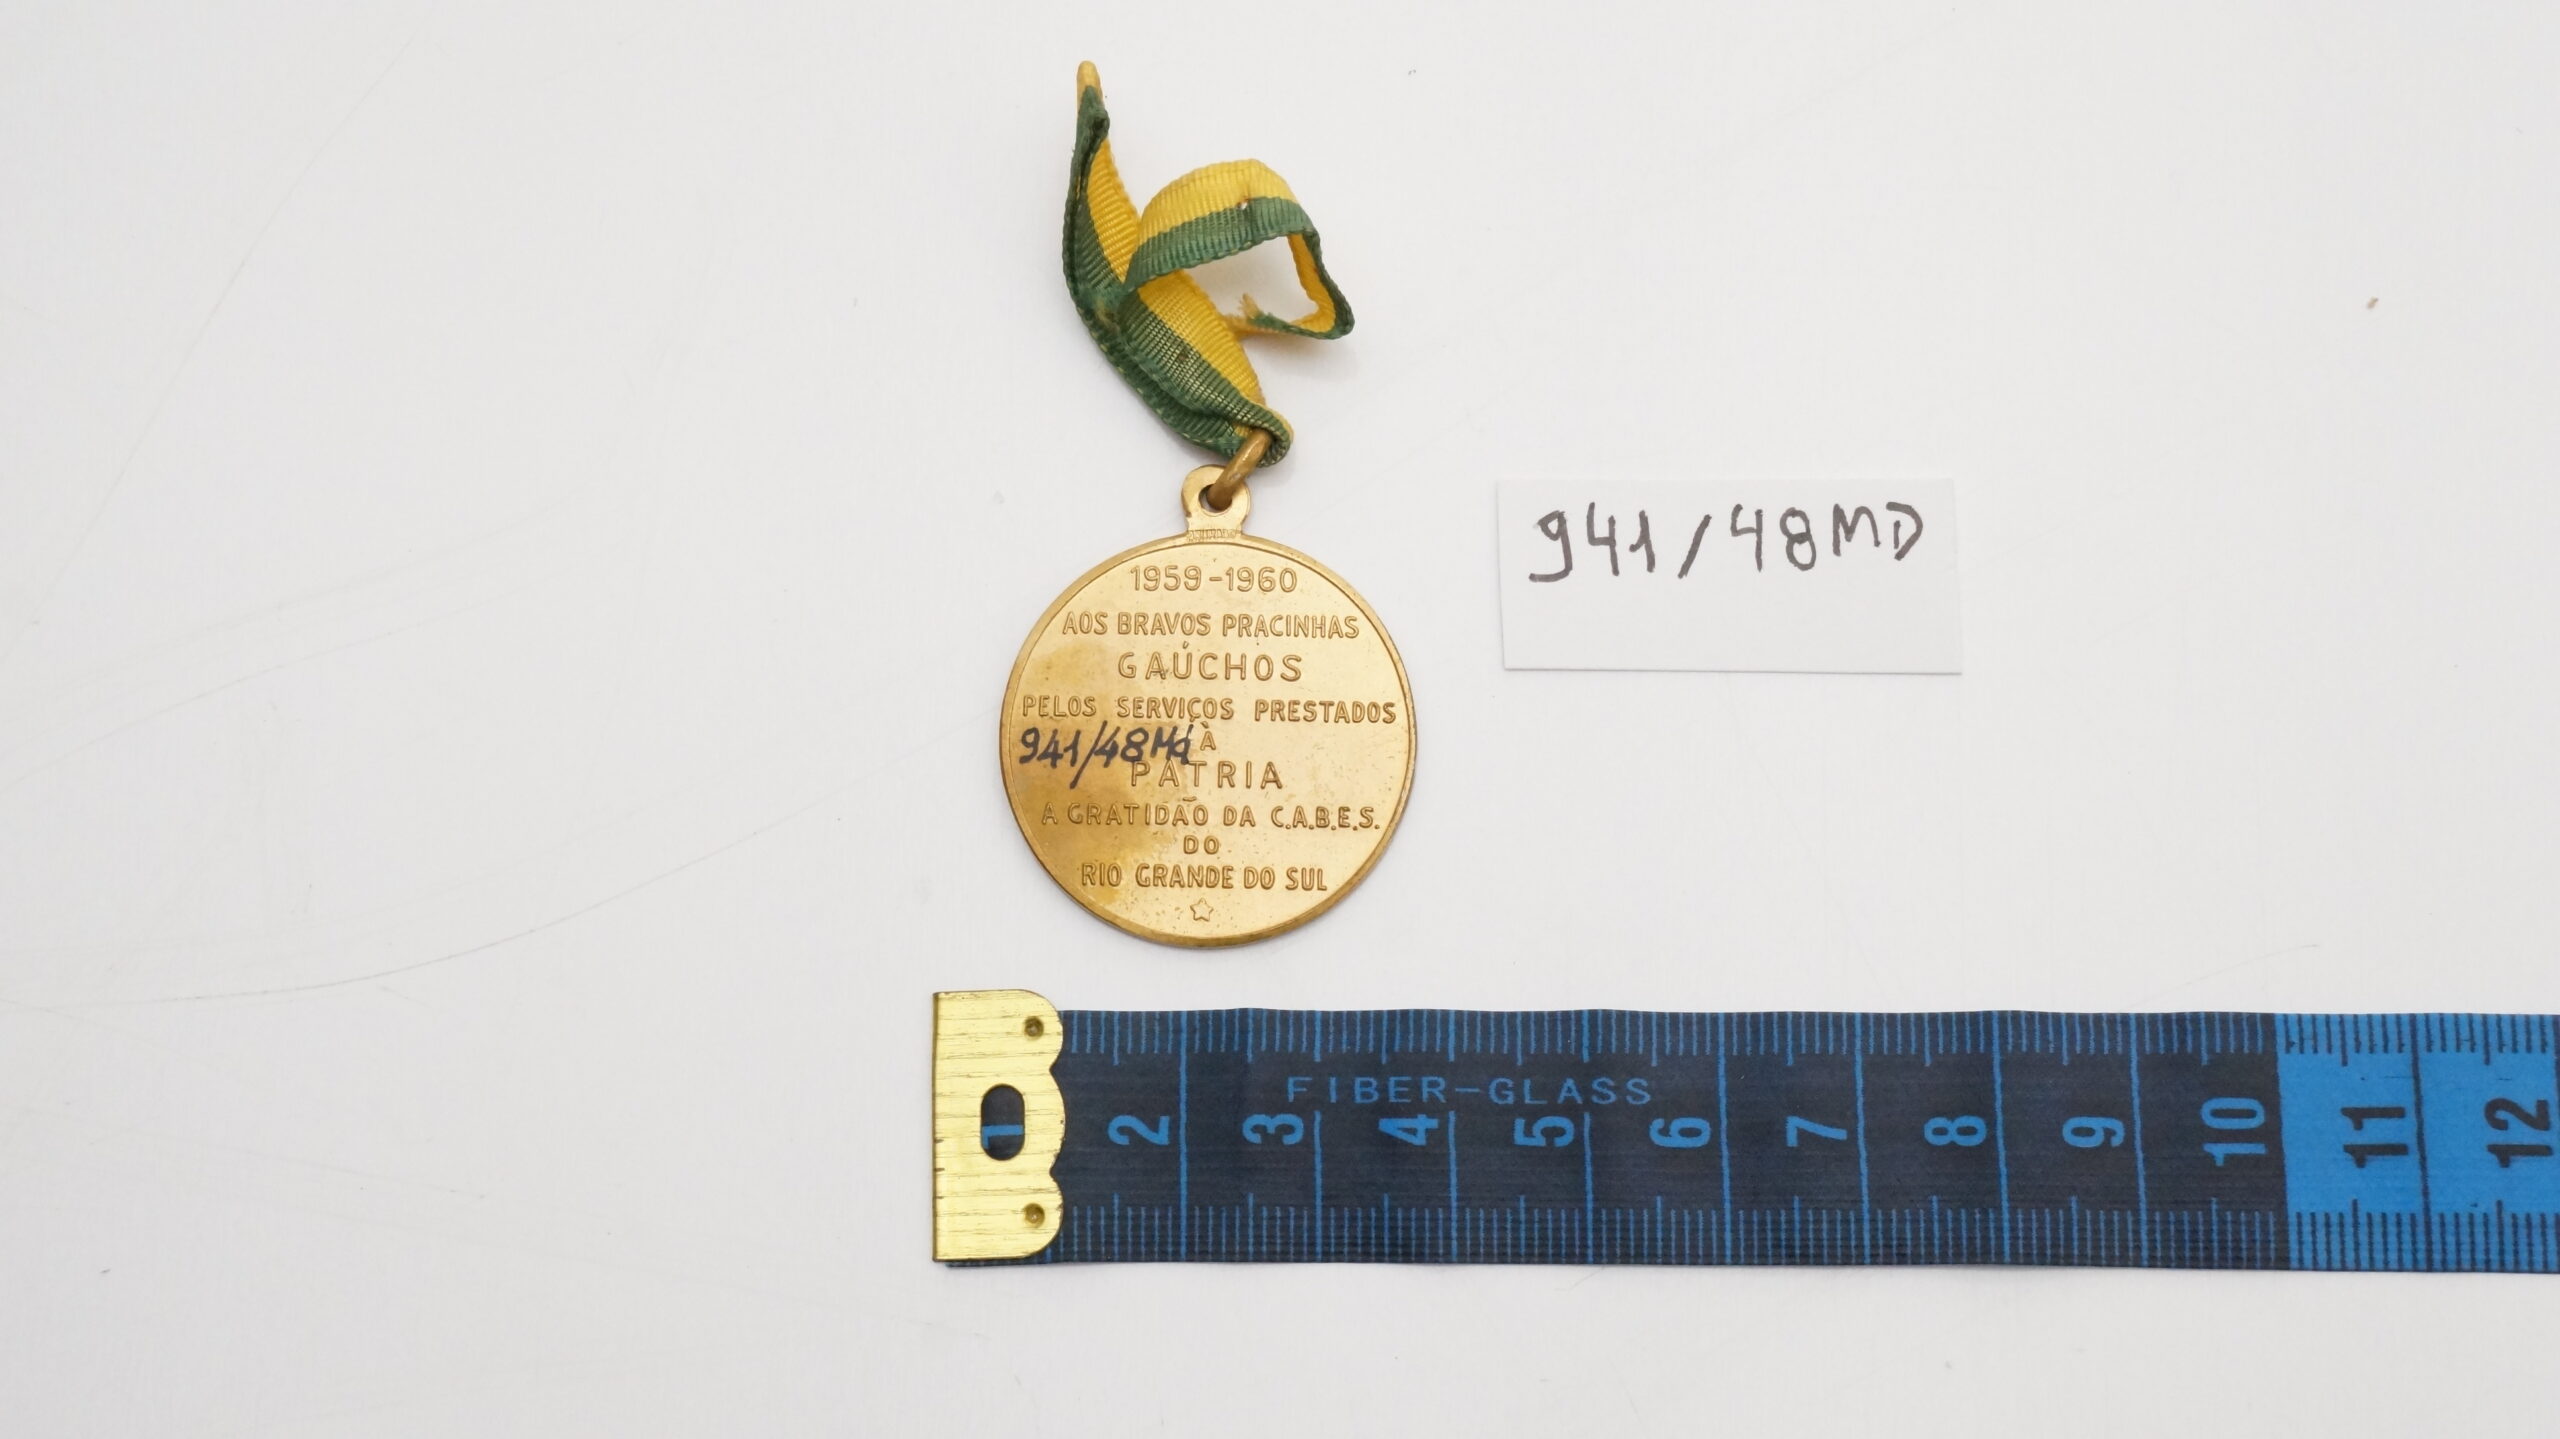 1959-1960
AOS BRAVOS PRACINHAS
GAÚCHOS
PELOS SERVIÇOS PRESTADOS
À
941/48Md
PÁTRIA
A GRATIDÃO DA C.A.B.E.S.
DO
RIO GRANDE DO SUL
941/48MD
FIBER-GLASS
1 2 3 4 5 6 7 8 9 10 11 12